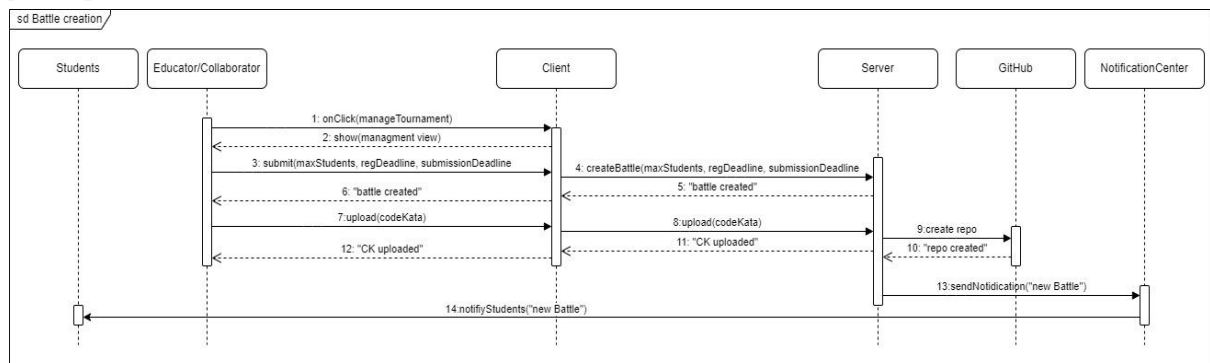 sd Battle creation
Students
Educator/Collaborator
Client
Server
GitHub
NotificationCenter
1: onClick(manageTournament)
2: show(managment view)
3: submit(maxStudents, regDeadline, submissionDeadline
4: createBattle(maxStudents, regDeadline, submissionDeadline
5: "battle created"
6: "battle created"
7:upload(codeKata)
8:upload(codeKata)
9:create repo
10: "repo created"
11: "CK uploaded"
12: "CK uploaded"
13:sendNotidication("new Battle")
14:notifiyStudents("new Battle")